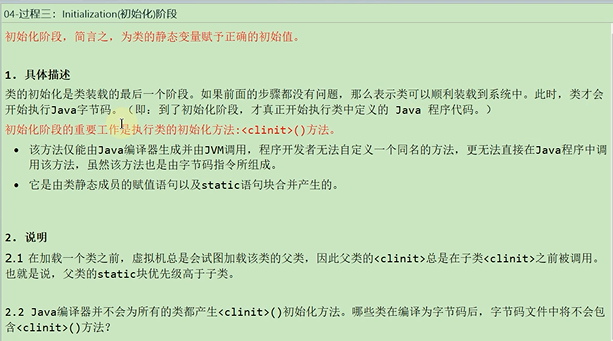 04-过程三：Initialization(初始化)阶段
初始化阶段，简言之，为类的静态变量赋予正确的初始值。
1. 具体描述
类的初始化是类装载的最后一个阶段。如果前面的步骤都没有问题，那么表示类可以顺利装载到系统中。此时，类才会
开始执行Java字节码。（即：到了初始化阶段，才真正开始执行类中定义的 Java 程序代码。）
初始化阶段的重要工作是执行类的初始化方法:<clinit>()方法。
• 该方法仅能由Java编译器生成并由JVM调用，程序开发者无法自定义一个同名的方法，更无法直接在Java程序中调
用该方法，虽然该方法也是由字节码指令所组成。
• 它是由类静态成员的赋值语句以及static语句块合并产生的。
2. 说明
2.1 在加载一个类之前，虚拟机总是会试图加载该类的父类，因此父类的<clinit>总是在子类<clinit>之前被调用。
也就是说，父类的static块优先级高于子类。
2.2 Java编译器并不会为所有的类都产生<clinit>()初始化方法。哪些类在编译为字节码后，字节码文件中将不会包
含<clinit>()方法？